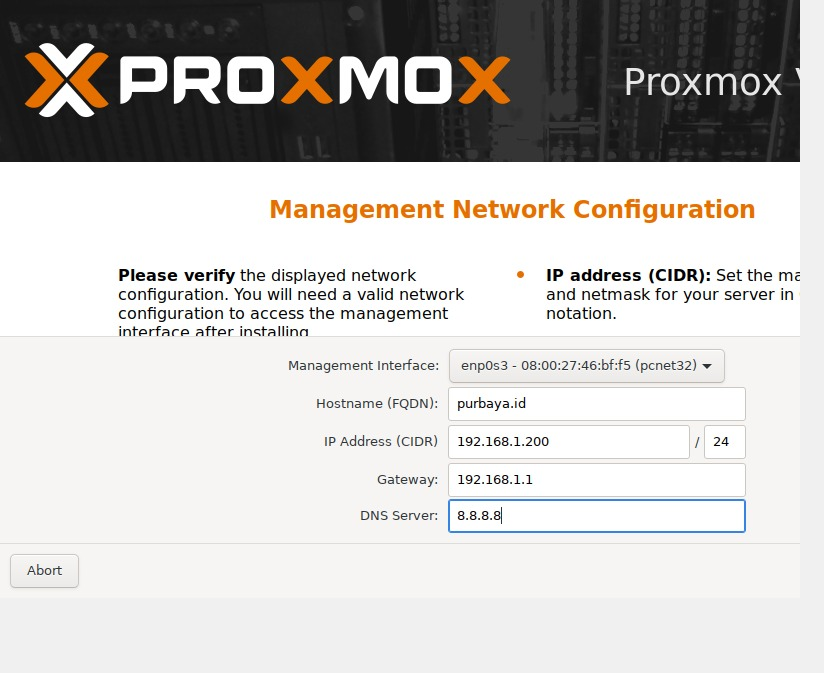 PROXMOX
Proxmox
Management Network Configuration
Please verify the displayed network
configuration. You will need a valid network
configuration to access the management
interface after installing.
• IP address (CIDR): Set the ma
and netmask for your server in
notation.
Management Interface: enp0s3 - 08:00:27:46:bf:f5 (pcnet32)
Hostname (FQDN): purbaya.id
IP Address (CIDR) 192.168.1.200 / 24
Gateway: 192.168.1.1
DNS Server: 8.8.8.8
Abort